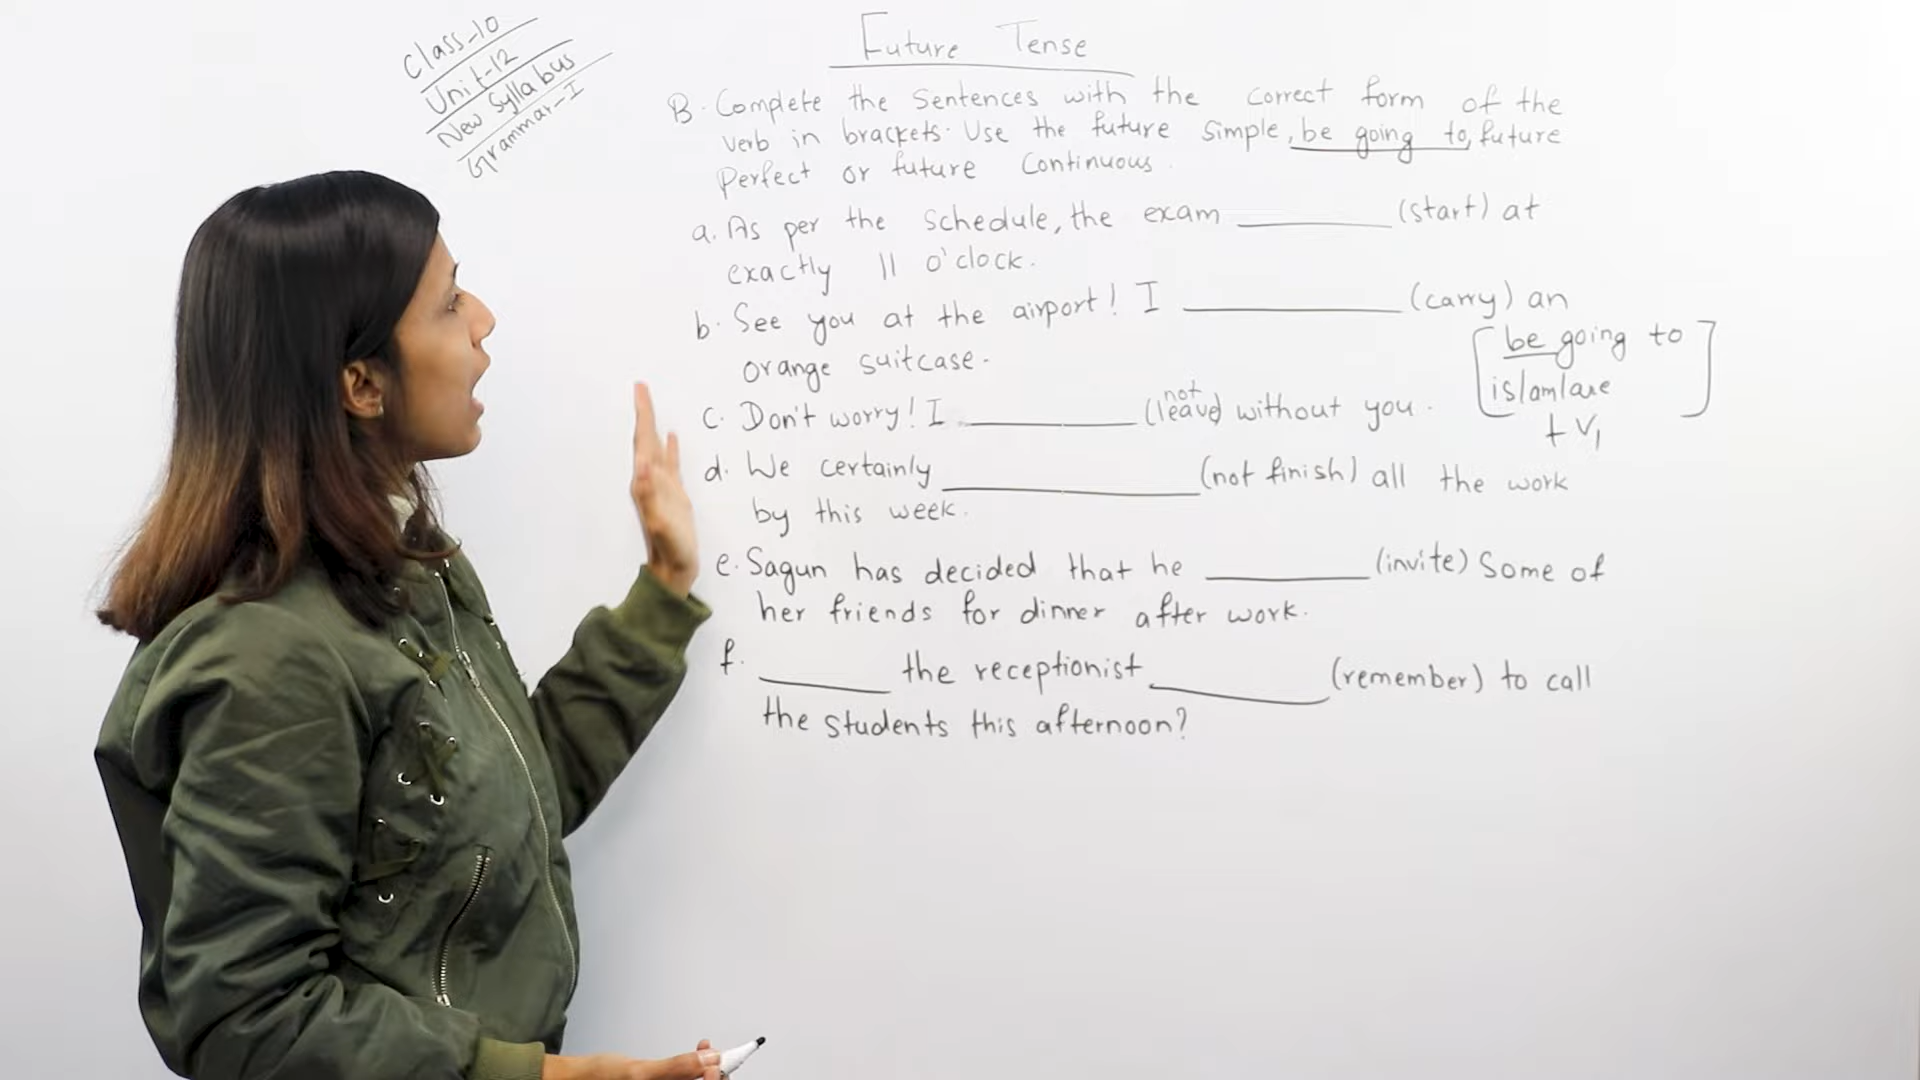 Class-10
Unit-12
New Syllabus
Grammar-I
Future Tense
B. Complete the Sentences with the correct form of the
verb in brackets. Use the future simple, be going to, future
perfect or future continuous.
a. As per the schedule, the exam ________ (start) at
exactly 11 o'clock.
b. See you at the airport! I ________ (carry) an
orange suitcase.
be going to
is/am/are
+ V1
not
c. Don't worry! I ________ (leave) without you.
d. We certainly ________ (not finish) all the work
by this week.
e. Sagun has decided that he ________ (invite) Some of
her friends for dinner after work.
f. ________ the receptionist ________ (remember) to call
the students this afternoon?